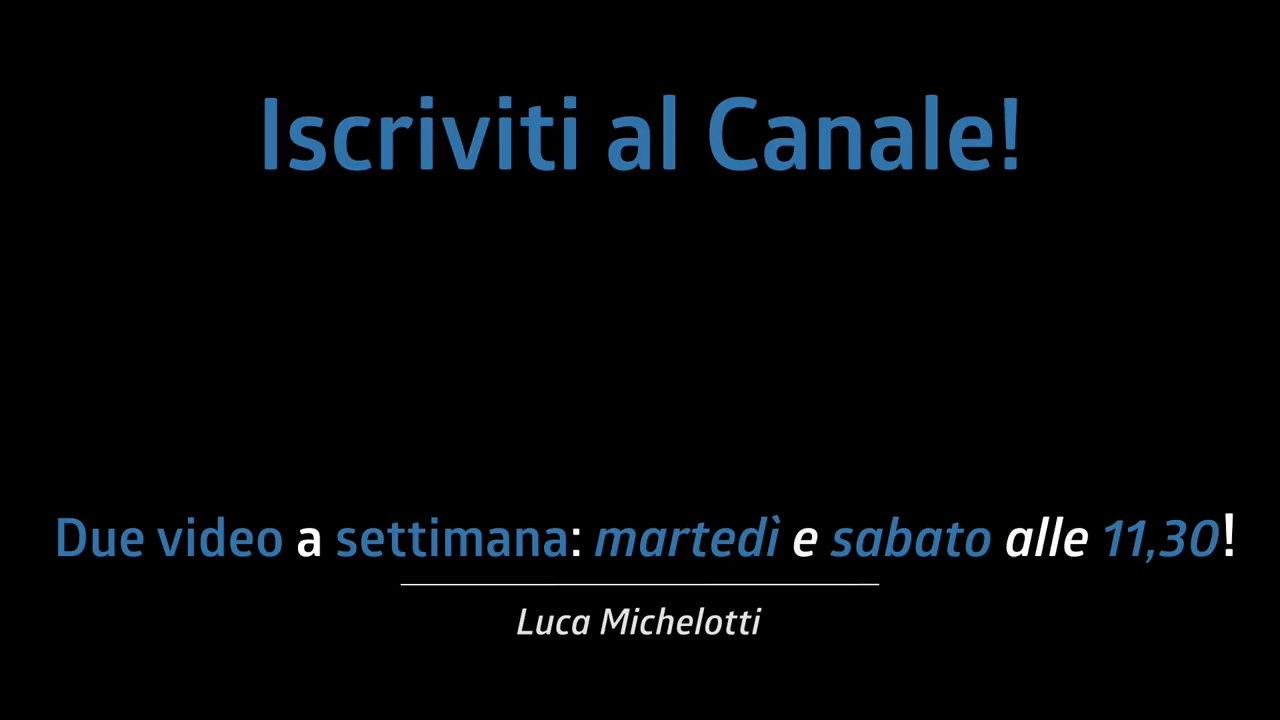 Iscriviti al Canale!
Due video a settimana: martedì e sabato alle 11,30!
Luca Michelotti